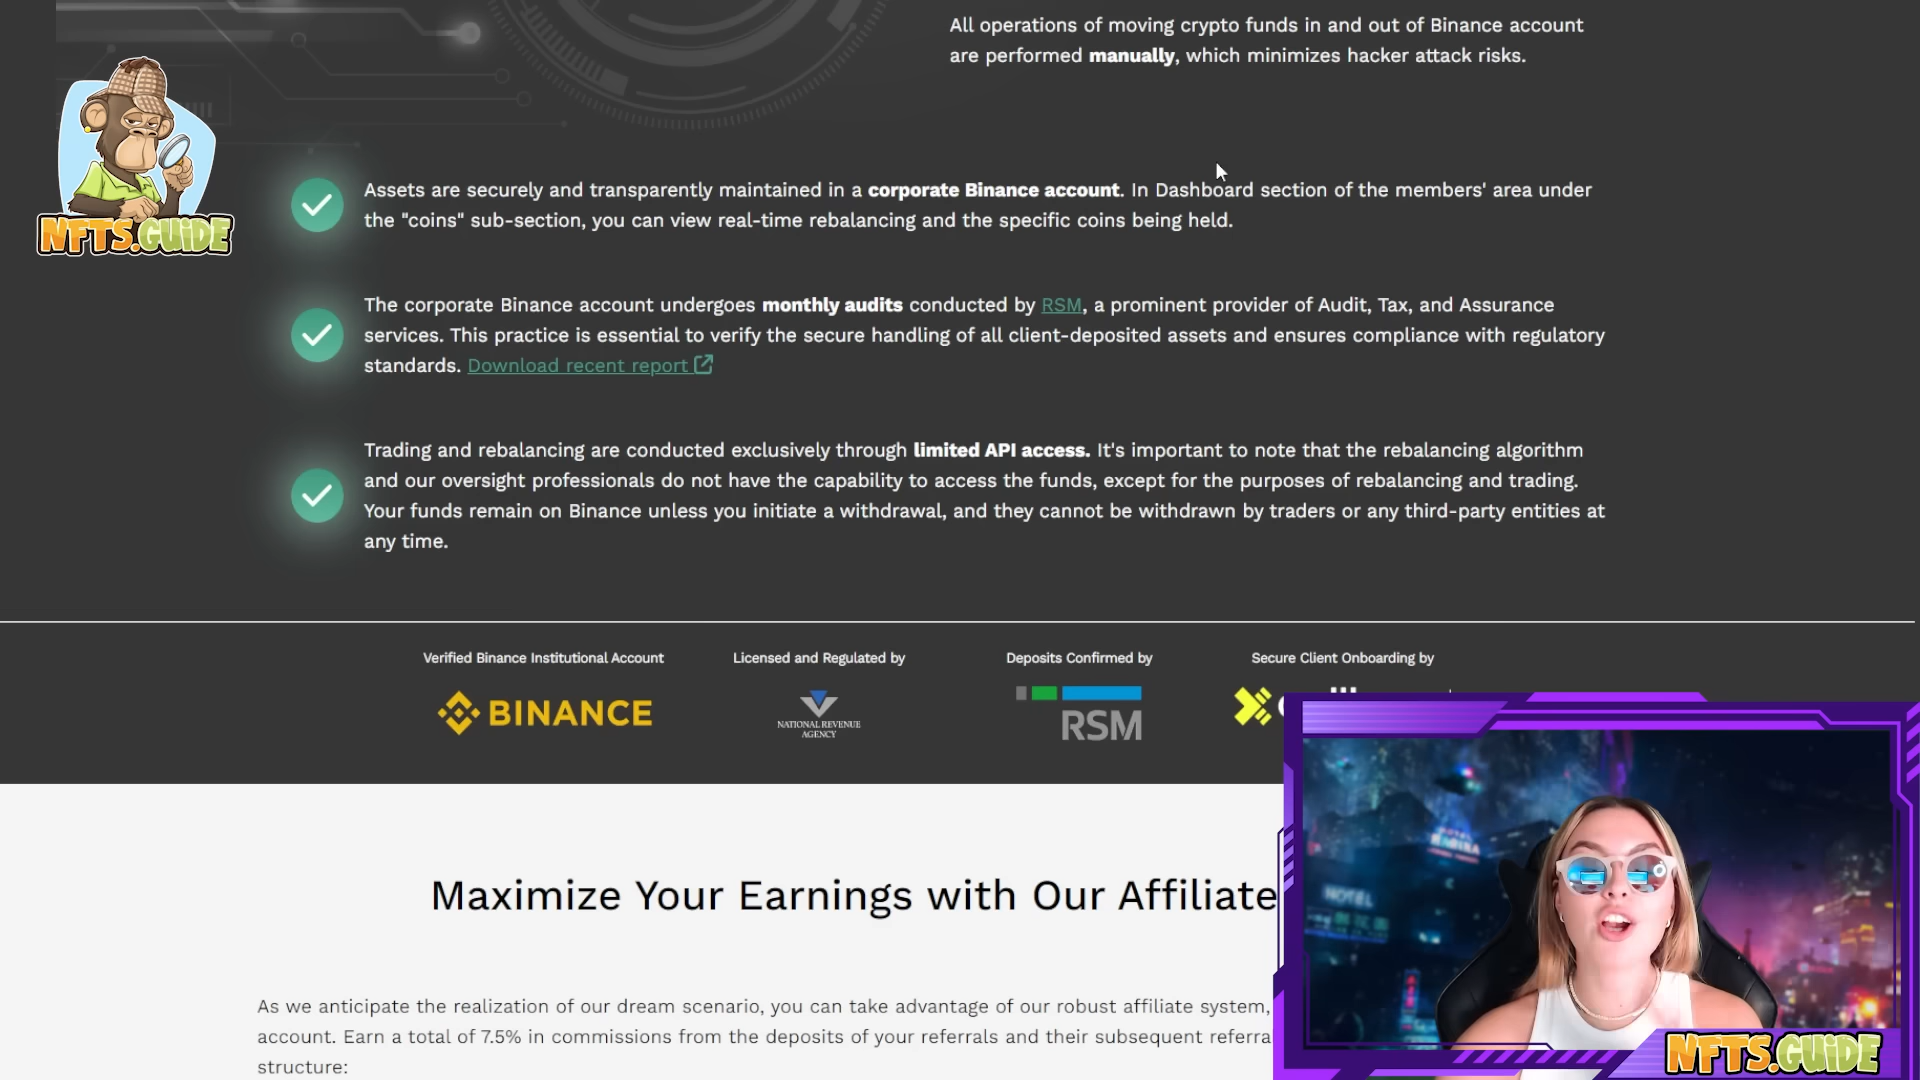 All operations of moving crypto funds in and out of Binance account
are performed manually, which minimizes hacker attack risks.
NFTS.GUiDE
Assets are securely and transparently maintained in a corporate Binance account. In Dashboard section of the members' area under
the "coins" sub-section, you can view real-time rebalancing and the specific coins being held.
The corporate Binance account undergoes monthly audits conducted by RSM, a prominent provider of Audit, Tax, and Assurance
services. This practice is essential to verify the secure handling of all client-deposited assets and ensures compliance with regulatory
standards. Download recent report
Trading and rebalancing are conducted exclusively through limited API access. It's important to note that the rebalancing algorithm
and our oversight professionals do not have the capability to access the funds, except for the purposes of rebalancing and trading.
Your funds remain on Binance unless you initiate a withdrawal, and they cannot be withdrawn by traders or any third-party entities at
any time.
Verified Binance Institutional Account
Licensed and Regulated by
Deposits Confirmed by
Secure Client Onboarding by
BINANCE
NATIONAL REVENUE
AGENCY
RSM
Maximize Your Earnings with Our Affiliate
As we anticipate the realization of our dream scenario, you can take advantage of our robust affiliate system,
account. Earn a total of 7.5% in commissions from the deposits of your referrals and their subsequent referra
structure:
HOTEL
NFTS.GUiDE